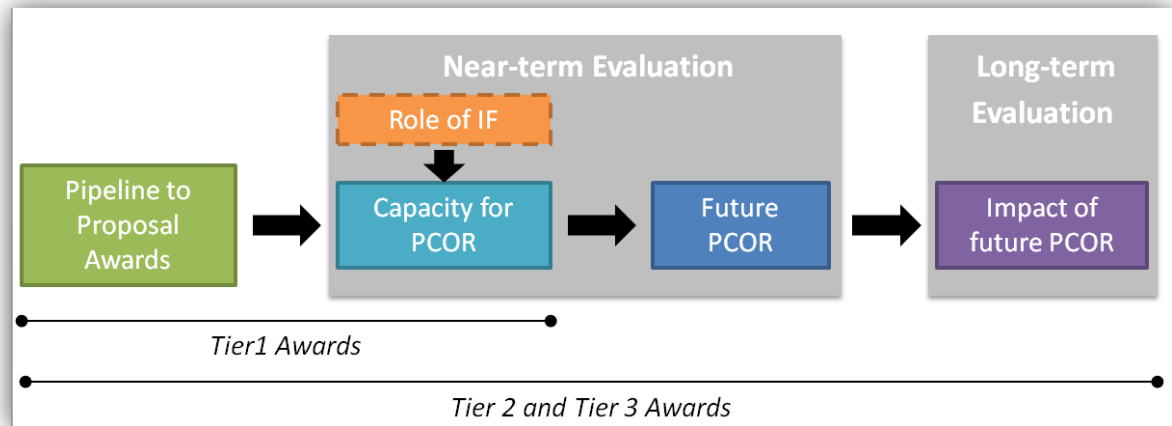 Near-term Evaluation
Long-term
Evaluation
Role of IF
Pipeline to
Proposal
Awards
Capacity for
PCOR
Future
PCOR
Impact of
future PCOR
Tier1 Awards
Tier 2 and Tier 3 Awards